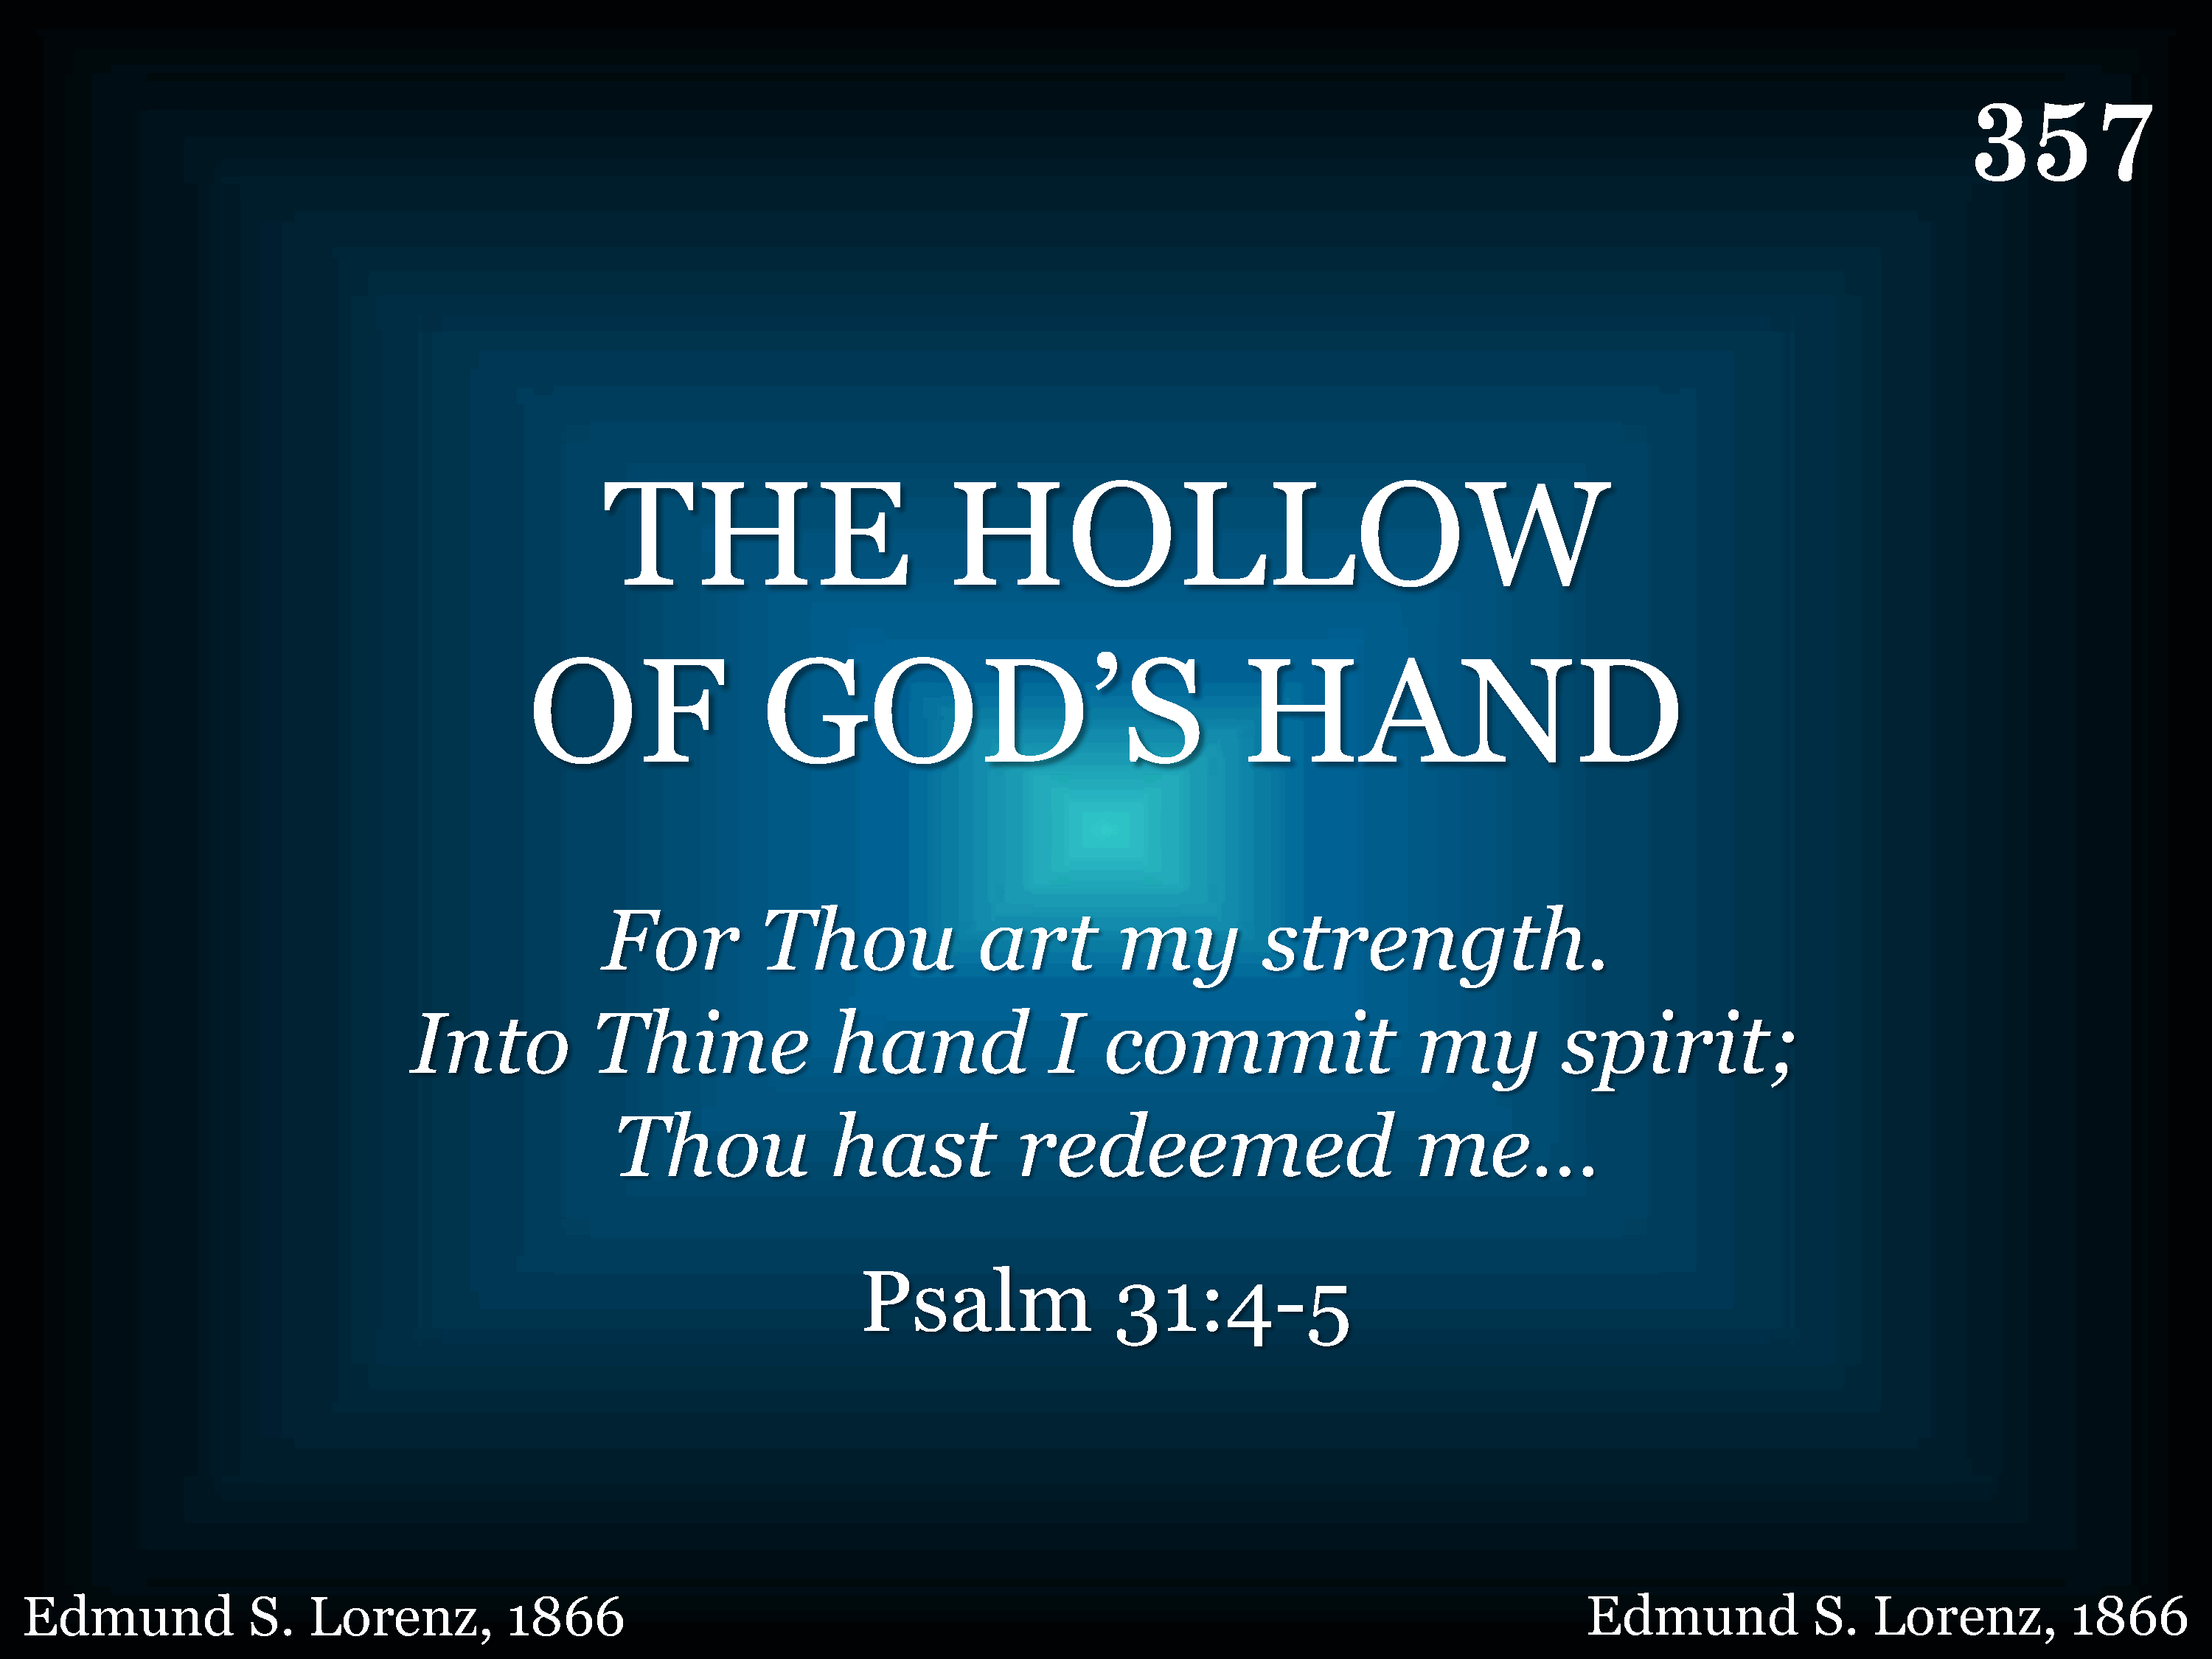 357
THE HOLLOW
OF GOD’S HAND
For Thou art my strength.
Into Thine hand I commit my spirit;
Thou hast redeemed me…
Psalm 31:4-5
Edmund S. Lorenz, 1866
Edmund S. Lorenz, 1866